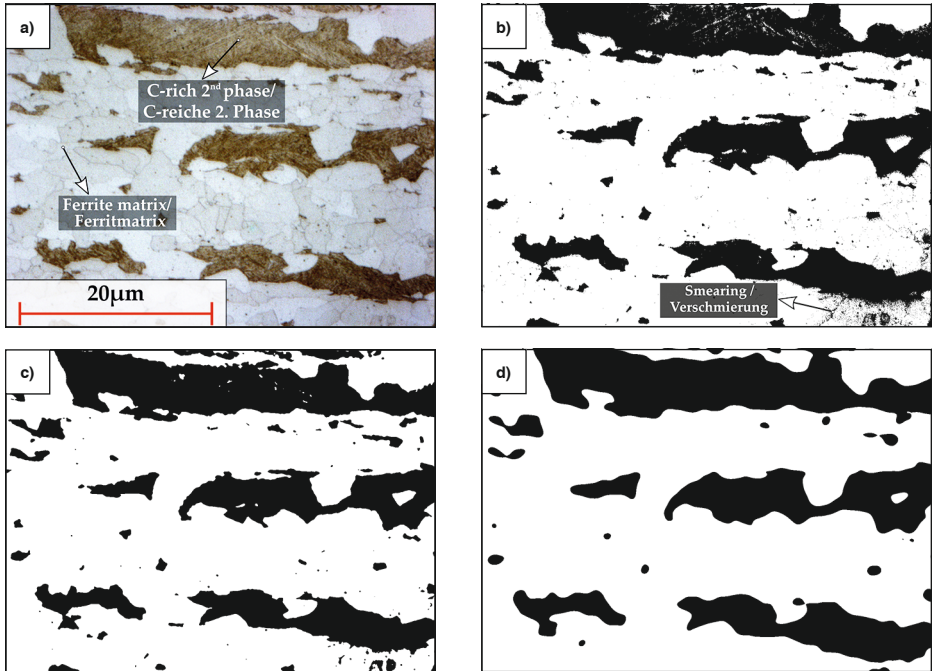 a)
C-rich 2nd phase/
C-reiche 2. Phase
Ferrite matrix/
Ferritmatrix
20µm
b)
Smearing /
Verschmierung
c)
d)